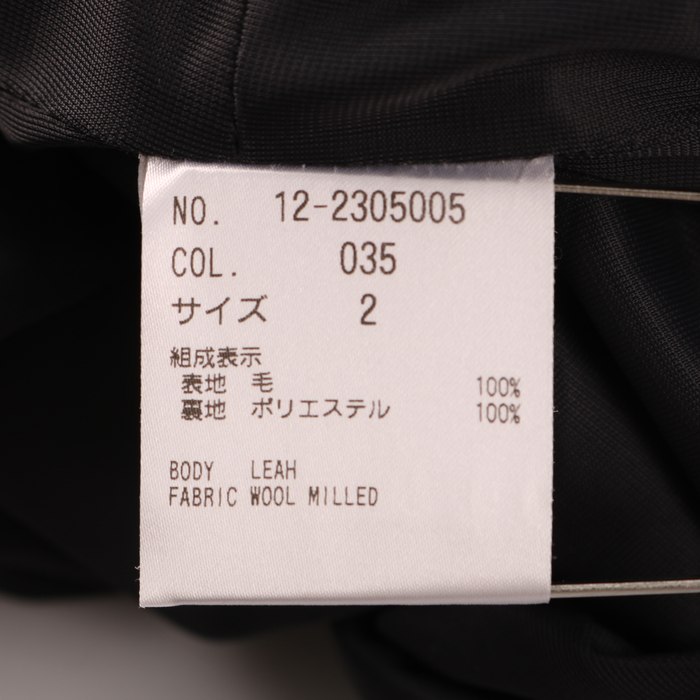 NO. 12-2305005
COL. 035
サイズ 2
組成表示
表地 毛 100%
裏地 ポリエステル 100%
BODY LEAH
FABRIC WOOL MILLED